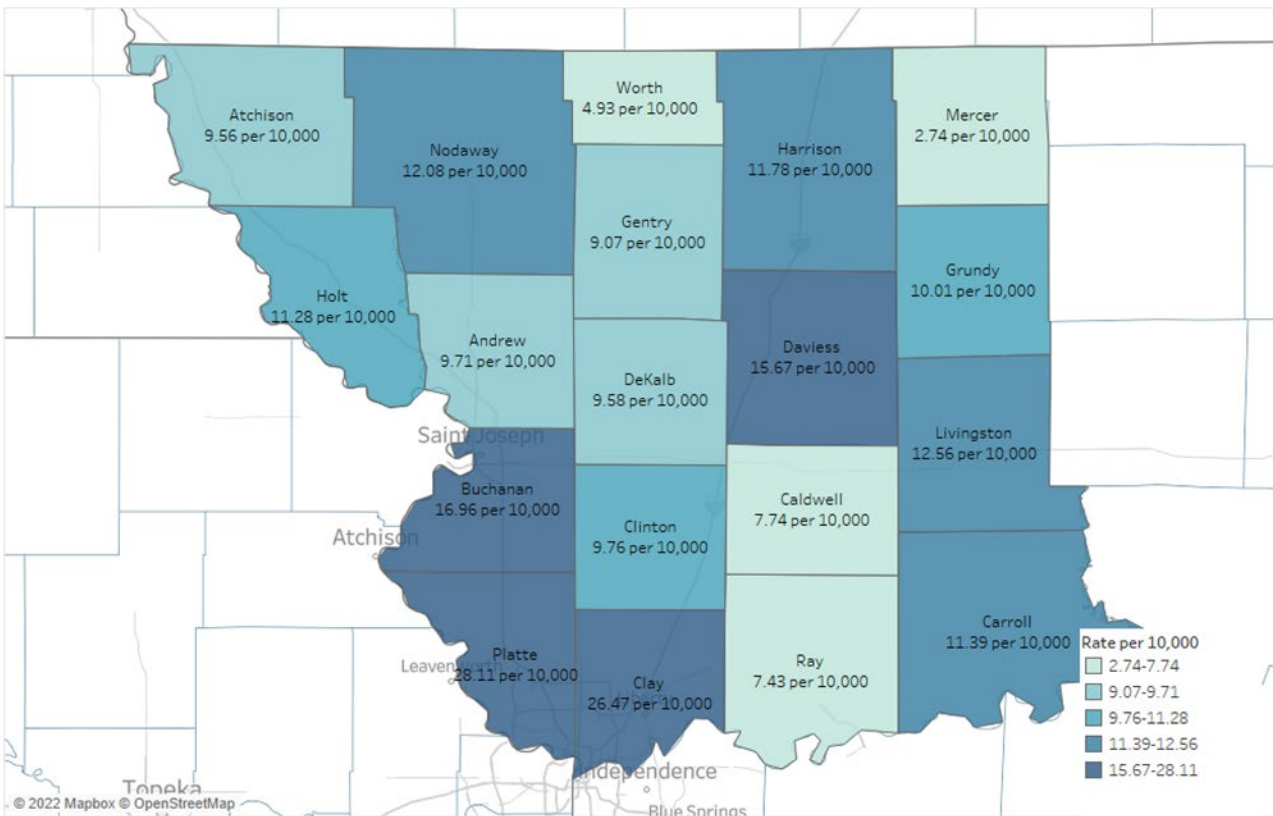 Atchison
9.56 per 10,000
Nodaway
12.08 per 10,000
Worth
4.93 per 10,000
Harrison
11.78 per 10,000
Mercer
2.74 per 10,000
Gentry
9.07 per 10,000
Grundy
10.01 per 10,000
Holt
11.28 per 10,000
Andrew
9.71 per 10,000
DeKalb
9.58 per 10,000
Daviess
15.67 per 10,000
Livingston
12.56 per 10,000
Saint Joseph
Buchanan
16.96 per 10,000
Clinton
9.76 per 10,000
Caldwell
7.74 per 10,000
Atchison
Platte
28.11 per 10,000
Leavenworth
Clay
26.47 per 10,000
Ray
7.43 per 10,000
Carroll
11.39 per 10,000
Independence
Topeka
Blue Springs
Rate per 10,000
2.74-7.74
9.07-9.71
9.76-11.28
11.39-12.56
15.67-28.11
© 2022 Mapbox © OpenStreetMap